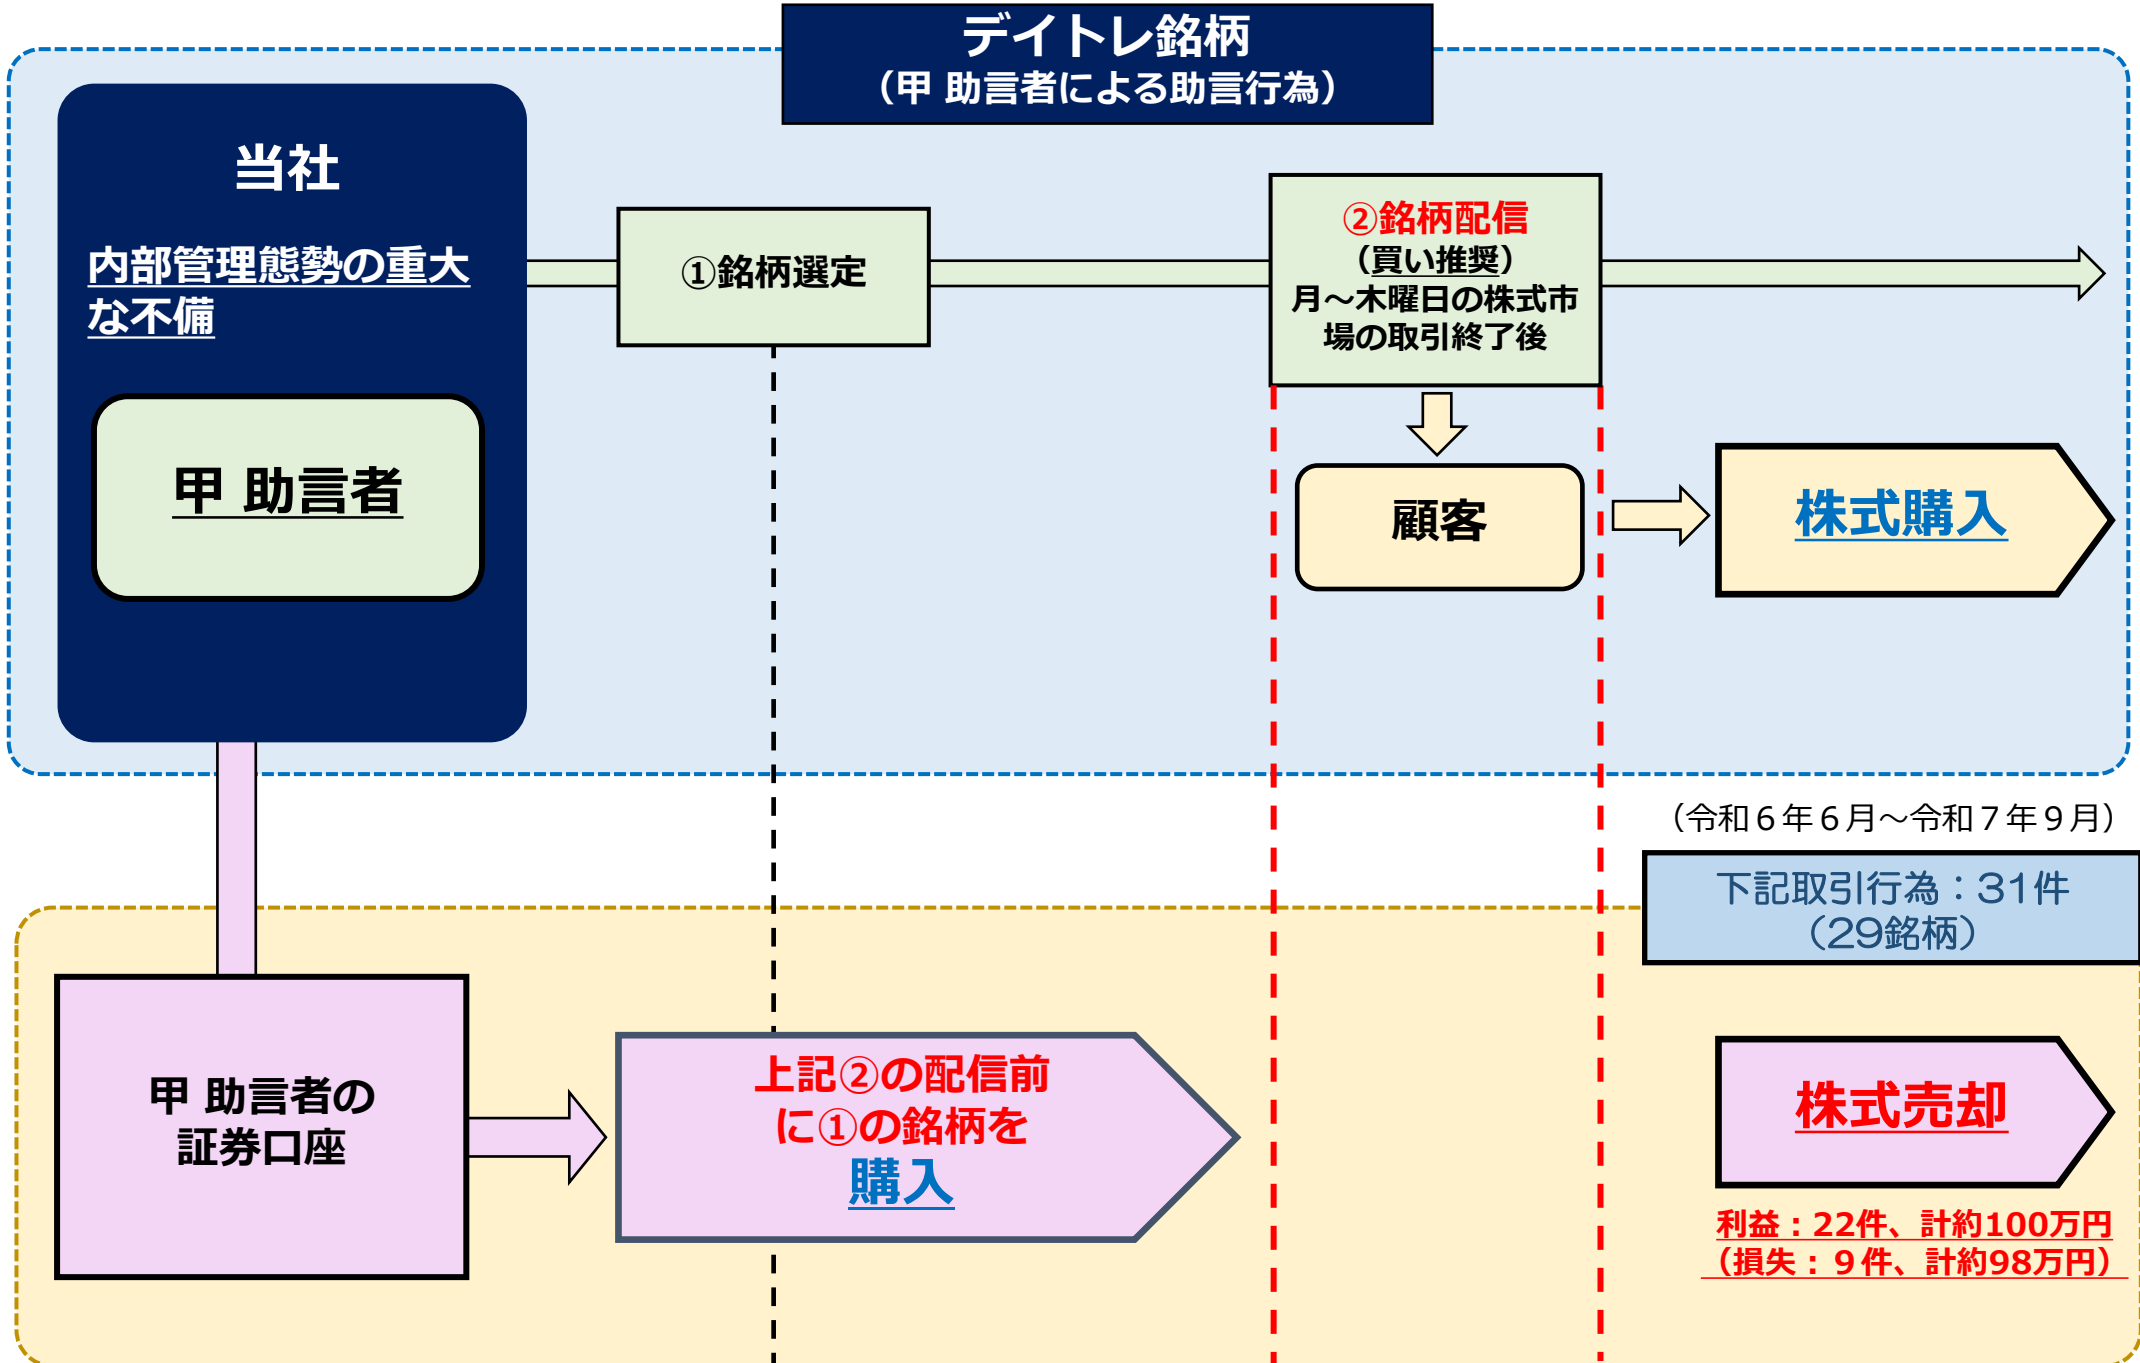 デイトレ銘柄
（甲 助言者による助言行為）
当社
内部管理態勢の重大
な不備
甲 助言者
①銘柄選定
②銘柄配信
（買い推奨）
月～木曜日の株式市
場の取引終了後
顧客
株式購入
（令和６年６月～令和７年９月）
下記取引行為：31件
（29銘柄）
甲 助言者の
証券口座
上記②の配信前
に①の銘柄を
購入
株式売却
利益：22件、計約100万円
（損失：９件、計約98万円）